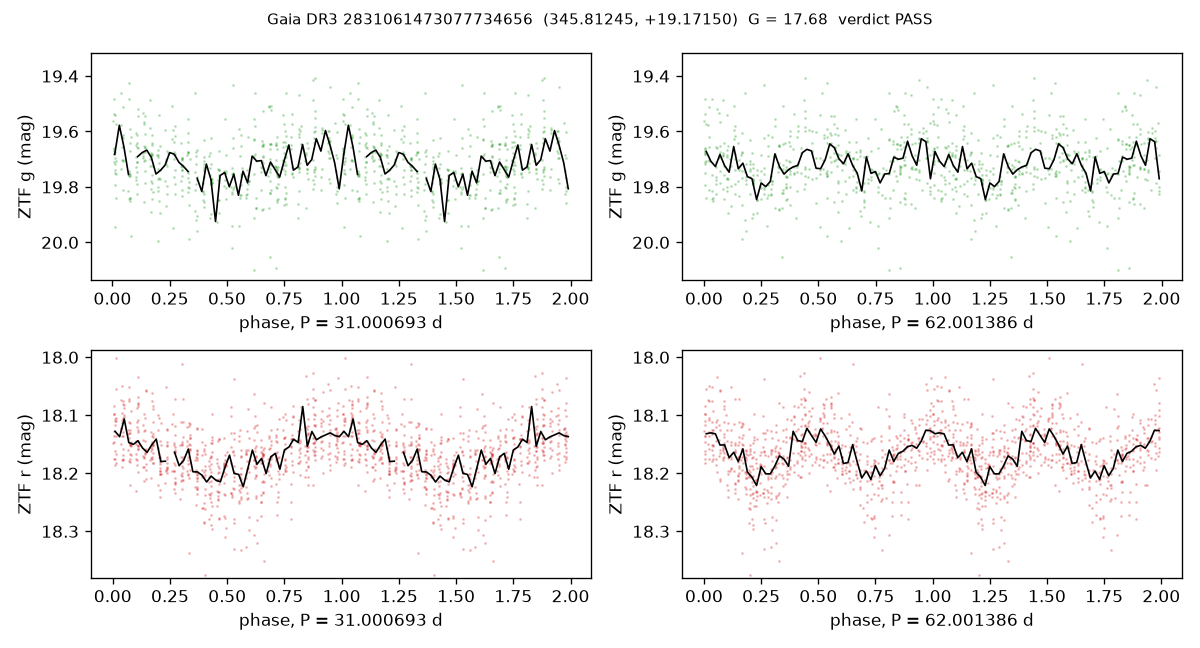 Gaia DR3 2831061473077734656 (345.81245, +19.17150) G = 17.68 verdict PASS
ZTF g (mag)
19.4
19.6
19.8
20.0
0.00 0.25 0.50 0.75 1.00 1.25 1.50 1.75 2.00
phase, P = 31.000693 d
ZTF g (mag)
19.4
19.6
19.8
20.0
0.00 0.25 0.50 0.75 1.00 1.25 1.50 1.75 2.00
phase, P = 62.001386 d
ZTF r (mag)
18.0
18.1
18.2
18.3
0.00 0.25 0.50 0.75 1.00 1.25 1.50 1.75 2.00
phase, P = 31.000693 d
ZTF r (mag)
18.0
18.1
18.2
18.3
0.00 0.25 0.50 0.75 1.00 1.25 1.50 1.75 2.00
phase, P = 62.001386 d